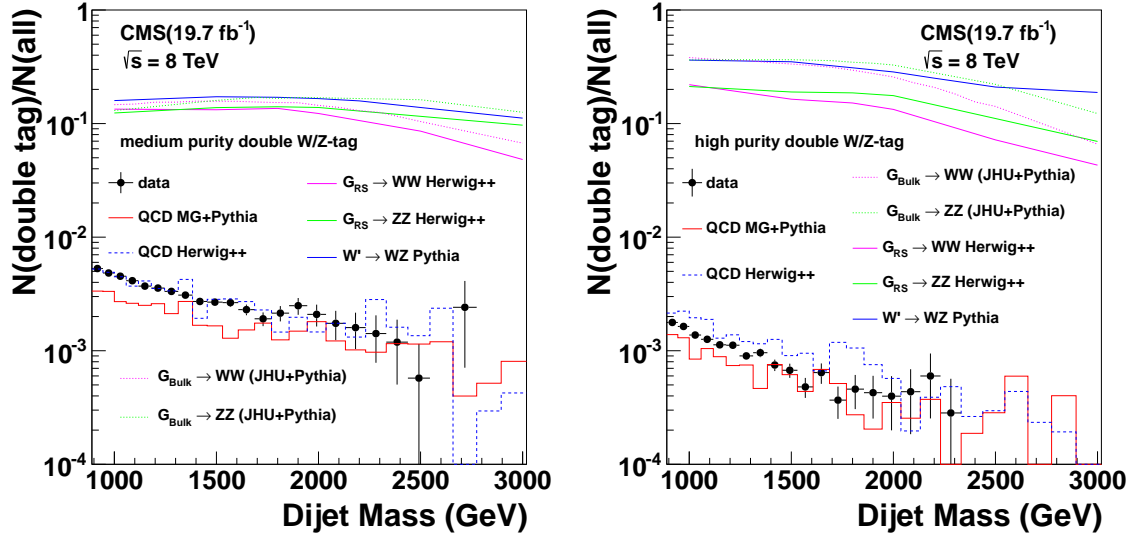 N(double tag)/N(all)
1
10⁻¹
10⁻²
10⁻³
10⁻⁴
CMS(19.7 fb⁻¹)
√s = 8 TeV
medium purity double W/Z-tag
data
QCD MG+Pythia
QCD Herwig++
G_RS → WW Herwig++
G_RS → ZZ Herwig++
W' → WZ Pythia
G_Bulk → WW (JHU+Pythia)
G_Bulk → ZZ (JHU+Pythia)
1000 1500 2000 2500 3000
Dijet Mass (GeV)
N(double tag)/N(all)
1
10⁻¹
10⁻²
10⁻³
10⁻⁴
CMS(19.7 fb⁻¹)
√s = 8 TeV
high purity double W/Z-tag
data
QCD MG+Pythia
QCD Herwig++
G_Bulk → WW (JHU+Pythia)
G_Bulk → ZZ (JHU+Pythia)
G_RS → WW Herwig++
G_RS → ZZ Herwig++
W' → WZ Pythia
1000 1500 2000 2500 3000
Dijet Mass (GeV)